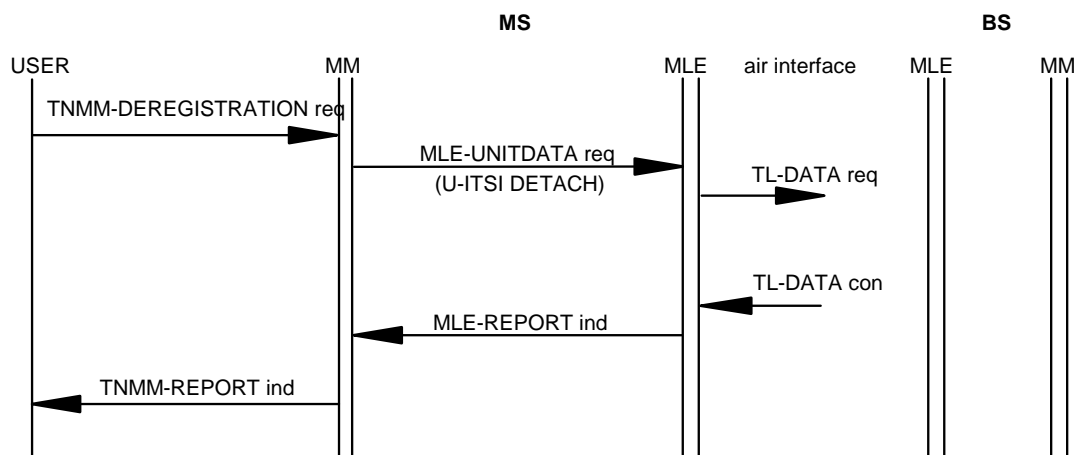 MS BS
USER MM MLE air interface MLE MM
TNMM-DEREGISTRATION req
MLE-UNITDATA req
(U-ITSI DETACH)
TL-DATA req
TL-DATA con
MLE-REPORT ind
TNMM-REPORT ind